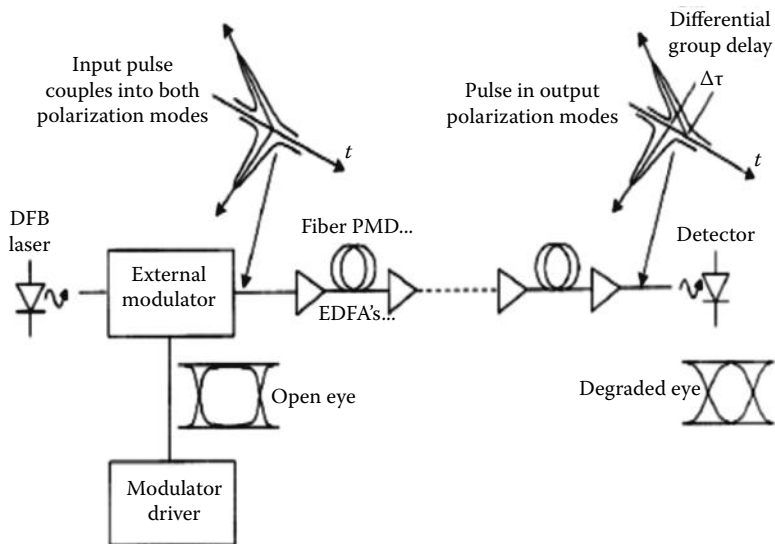 Differential
group delay
Δτ
Input pulse
couples into both
polarization modes
t
Pulse in output
polarization modes
t
DFB
laser
External
modulator
Fiber PMD...
EDFA's...
Detector
Open eye
Degraded eye
Modulator
driver